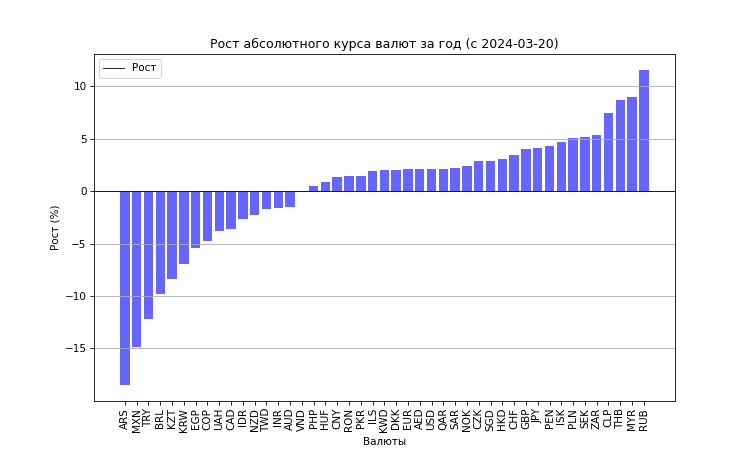 Рост абсолютного курса валют за год (с 2024-03-20)
Рост
Рост (%)
10
5
0
−5
−10
−15
ARS MXN TRY BRL KZT KRW EGP COP UAH CAD IDR NZD TWD INR AUD VND PHP HUF CNY RON PKR ILS KWD DKK EUR AED USD QAR SAR NOK CZK SGD HKD CHF GBP JPY PEN ISK PLN SEK ZAR CLP THB MYR RUB
Валюты